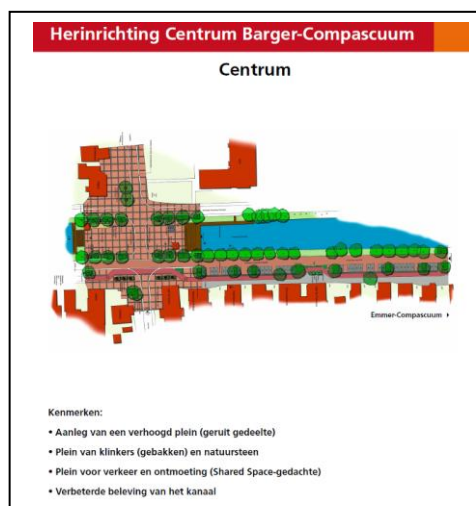 Herinrichting Centrum Barger-Compascuum
Centrum
Emmer-Compascuum
Kenmerken:
• Aanleg van een verhoogd plein (geruit gedeelte)
• Plein van klinkers (gebakken) en natuursteen
• Plein voor verkeer en ontmoeting (Shared Space-gedachte)
• Verbeterde beleving van het kanaal